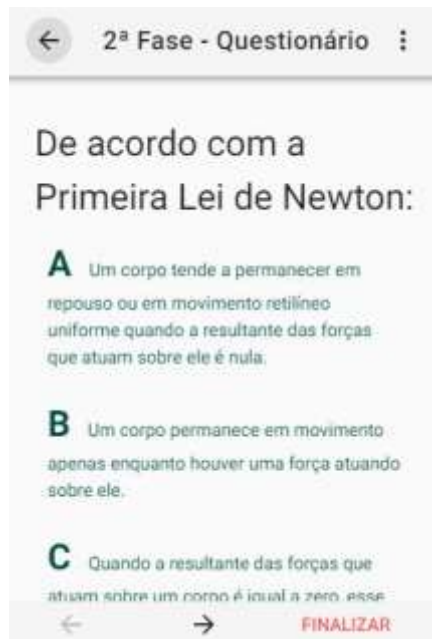 2ª Fase - Questionário
De acordo com a
Primeira Lei de Newton:
A Um corpo tende a permanecer em
repouso ou em movimento retilíneo
uniforme quando a resultante das forças
que atuam sobre ele é nula.
B Um corpo permanece em movimento
apenas enquanto houver uma força atuando
sobre ele.
C Quando a resultante das forças que
atuam sobre um corpo é igual a zero, esse
FINALIZAR